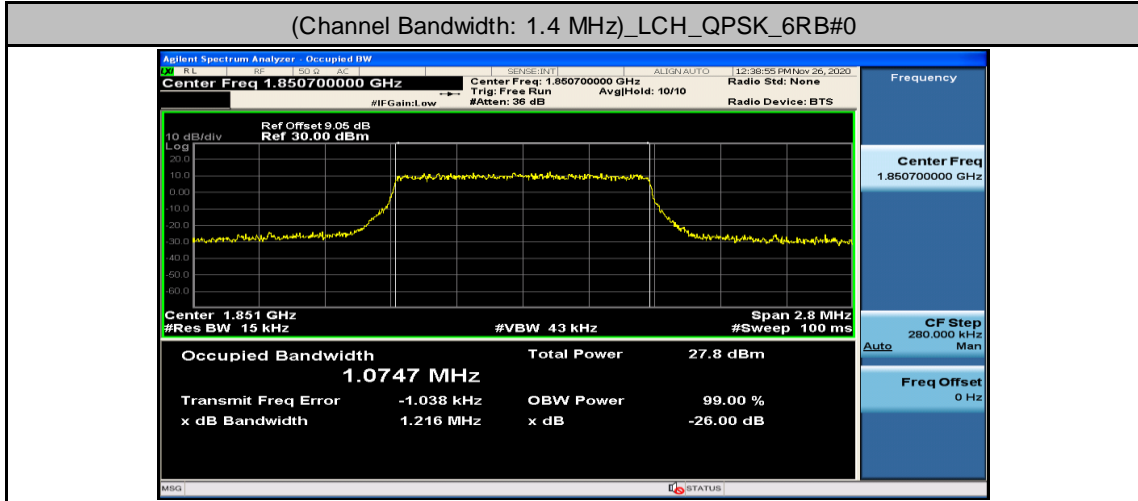 (Channel Bandwidth: 1.4 MHz)_LCH_QPSK_6RB#0
Agilent Spectrum Analyzer - Occupied BW
LXI RL RF 50 Ω AC SENSE:INT ALIGN AUTO 12:38:55 PM Nov 26, 2020
Center Freq 1.850700000 GHz
Center Freq: 1.850700000 GHz
Radio Std: None
Trig: Free Run Avg|Hold: 10/10
#IFGain:Low #Atten: 36 dB Radio Device: BTS
Frequency
Ref Offset 9.05 dB
10 dB/div Ref 30.00 dBm
Log
20.0
10.0
0.00
-10.0
-20.0
-30.0
-40.0
-50.0
-60.0
Center Freq
1.850700000 GHz
Center 1.851 GHz Span 2.8 MHz
#Res BW 15 kHz #VBW 43 kHz #Sweep 100 ms
CF Step
280.000 kHz
Auto Man
Occupied Bandwidth Total Power 27.8 dBm
1.0747 MHz
Transmit Freq Error -1.038 kHz OBW Power 99.00 %
x dB Bandwidth 1.216 MHz x dB -26.00 dB
Freq Offset
0 Hz
MSG STATUS